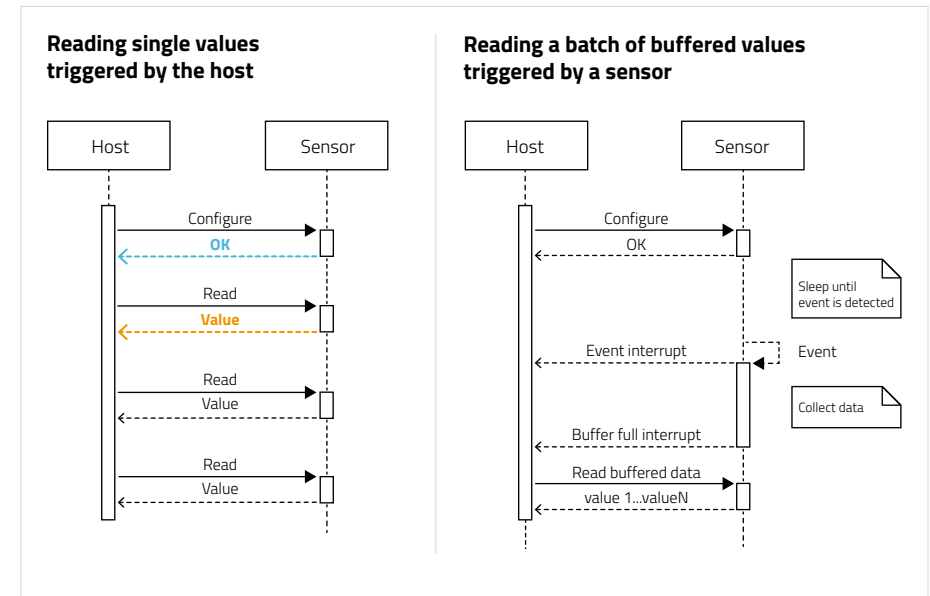 Reading single values
triggered by the host
Host
Sensor
Configure
OK
Read
Value
Read
Value
Read
Value
Reading a batch of buffered values
triggered by a sensor
Host
Sensor
Configure
OK
Sleep until
event is detected
Event interrupt
Event
Collect data
Buffer full interrupt
Read buffered data
value 1...valueN